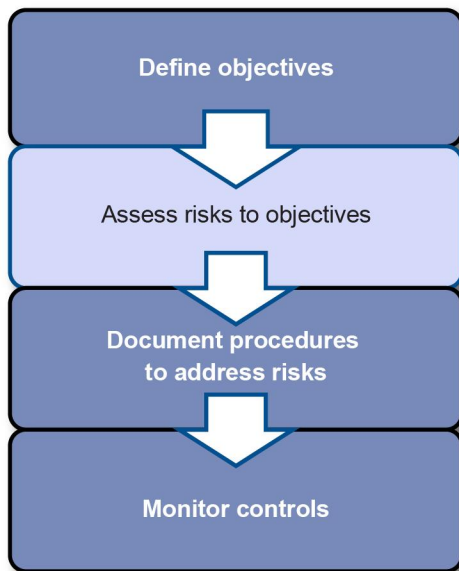 Define objectives
Assess risks to objectives
Document procedures
to address risks
Monitor controls